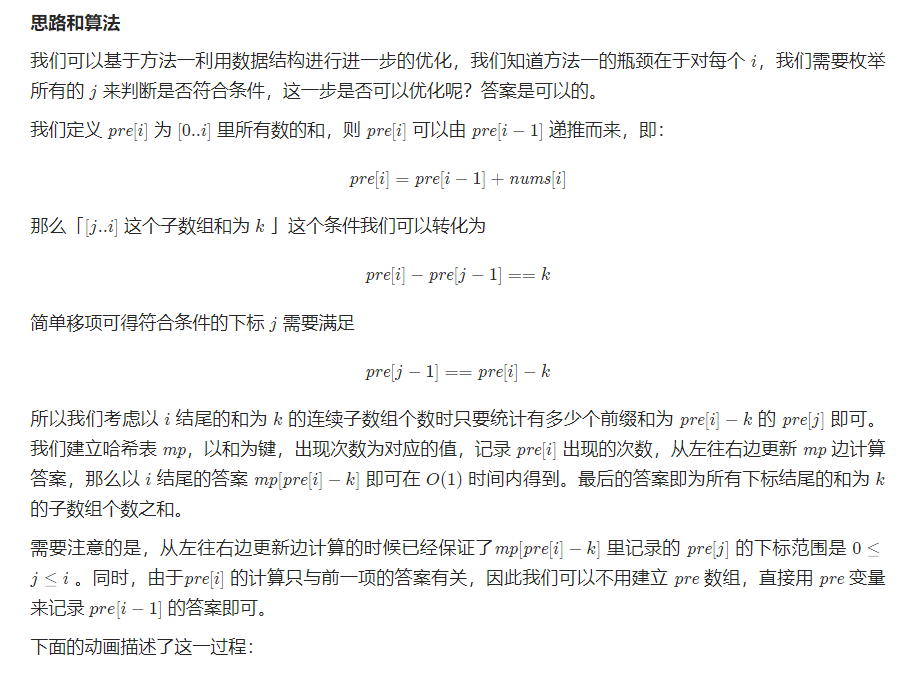 思路和算法
我们可以基于方法一利用数据结构进行进一步的优化，我们知道方法一的瓶颈在于对每个 i，我们需要枚举
所有的 j 来判断是否符合条件，这一步是否可以优化呢？答案是可以的。
我们定义 pre[i] 为 [0..i] 里所有数的和，则 pre[i] 可以由 pre[i − 1] 递推而来，即：
pre[i] = pre[i − 1] + nums[i]
那么「[j..i] 这个子数组和为 k 」这个条件我们可以转化为
pre[i] − pre[j − 1] == k
简单移项可得符合条件的下标 j 需要满足
pre[j − 1] == pre[i] − k
所以我们考虑以 i 结尾的和为 k 的连续子数组个数时只要统计有多少个前缀和为 pre[i] − k 的 pre[j] 即可。
我们建立哈希表 mp，以和为键，出现次数为对应的值，记录 pre[i] 出现的次数，从左往右边更新 mp 边计算
答案，那么以 i 结尾的答案 mp[pre[i] − k] 即可在 O(1) 时间内得到。最后的答案即为所有下标结尾的和为 k
的子数组个数之和。
需要注意的是，从左往右边更新边计算的时候已经保证了mp[pre[i] − k] 里记录的 pre[j] 的下标范围是 0 ≤
j ≤ i 。同时，由于pre[i] 的计算只与前一项的答案有关，因此我们可以不用建立 pre 数组，直接用 pre 变量
来记录 pre[i − 1] 的答案即可。
下面的动画描述了这一过程：